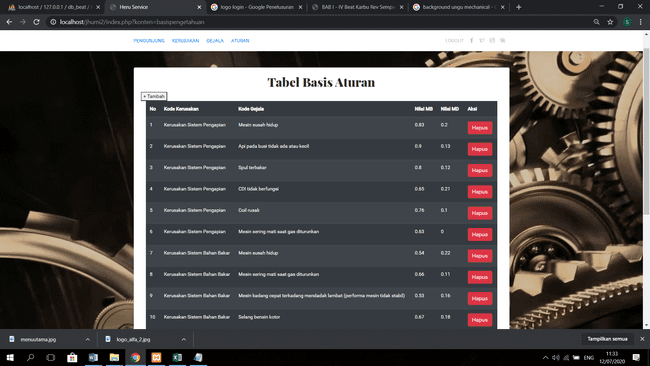 localhost / 127.0.0.1 / db_beat / t
Heru Service
logo login - Google Penelusuran
BAB I - IV Beat Karbu Rev Semp
background ungu mechanical -
localhost/jhurni2/index.php?konten=basispengetahuan
PENGUNJUNG KERUSAKAN GEJALA ATURAN LOGOUT
Tabel Basis Aturan
+ Tambah
No Kode Kerusakan Kode Gejala Nilai MB Nilai MD Aksi
1 Kerusakan Sistem Pengapian Mesin susah hidup 0.83 0.2 Hapus
2 Kerusakan Sistem Pengapian Api pada busi tidak ada atau kecil 0.9 0.13 Hapus
3 Kerusakan Sistem Pengapian Spul terbakar 0.8 0.12 Hapus
4 Kerusakan Sistem Pengapian CDI tidak berfungsi 0.65 0.21 Hapus
5 Kerusakan Sistem Pengapian Coil rusak 0.76 0.1 Hapus
6 Kerusakan Sistem Pengapian Mesin sering mati saat gas diturunkan 0.63 0 Hapus
7 Kerusakan Sistem Bahan Bakar Mesin susah hidup 0.54 0.22 Hapus
8 Kerusakan Sistem Bahan Bakar Mesin sering mati saat gas diturunkan 0.66 0.11 Hapus
9 Kerusakan Sistem Bahan Bakar Mesin kadang cepat terkadang mendadak lambat (performa mesin tidak stabil) 0.53 0.16 Hapus
10 Kerusakan Sistem Bahan Bakar Selang bensin kotor 0.67 0.18 Hapus
menuutama.jpg
logo_alfa_2.jpg
Tampilkan semua
ENG
11:33
12/07/2020